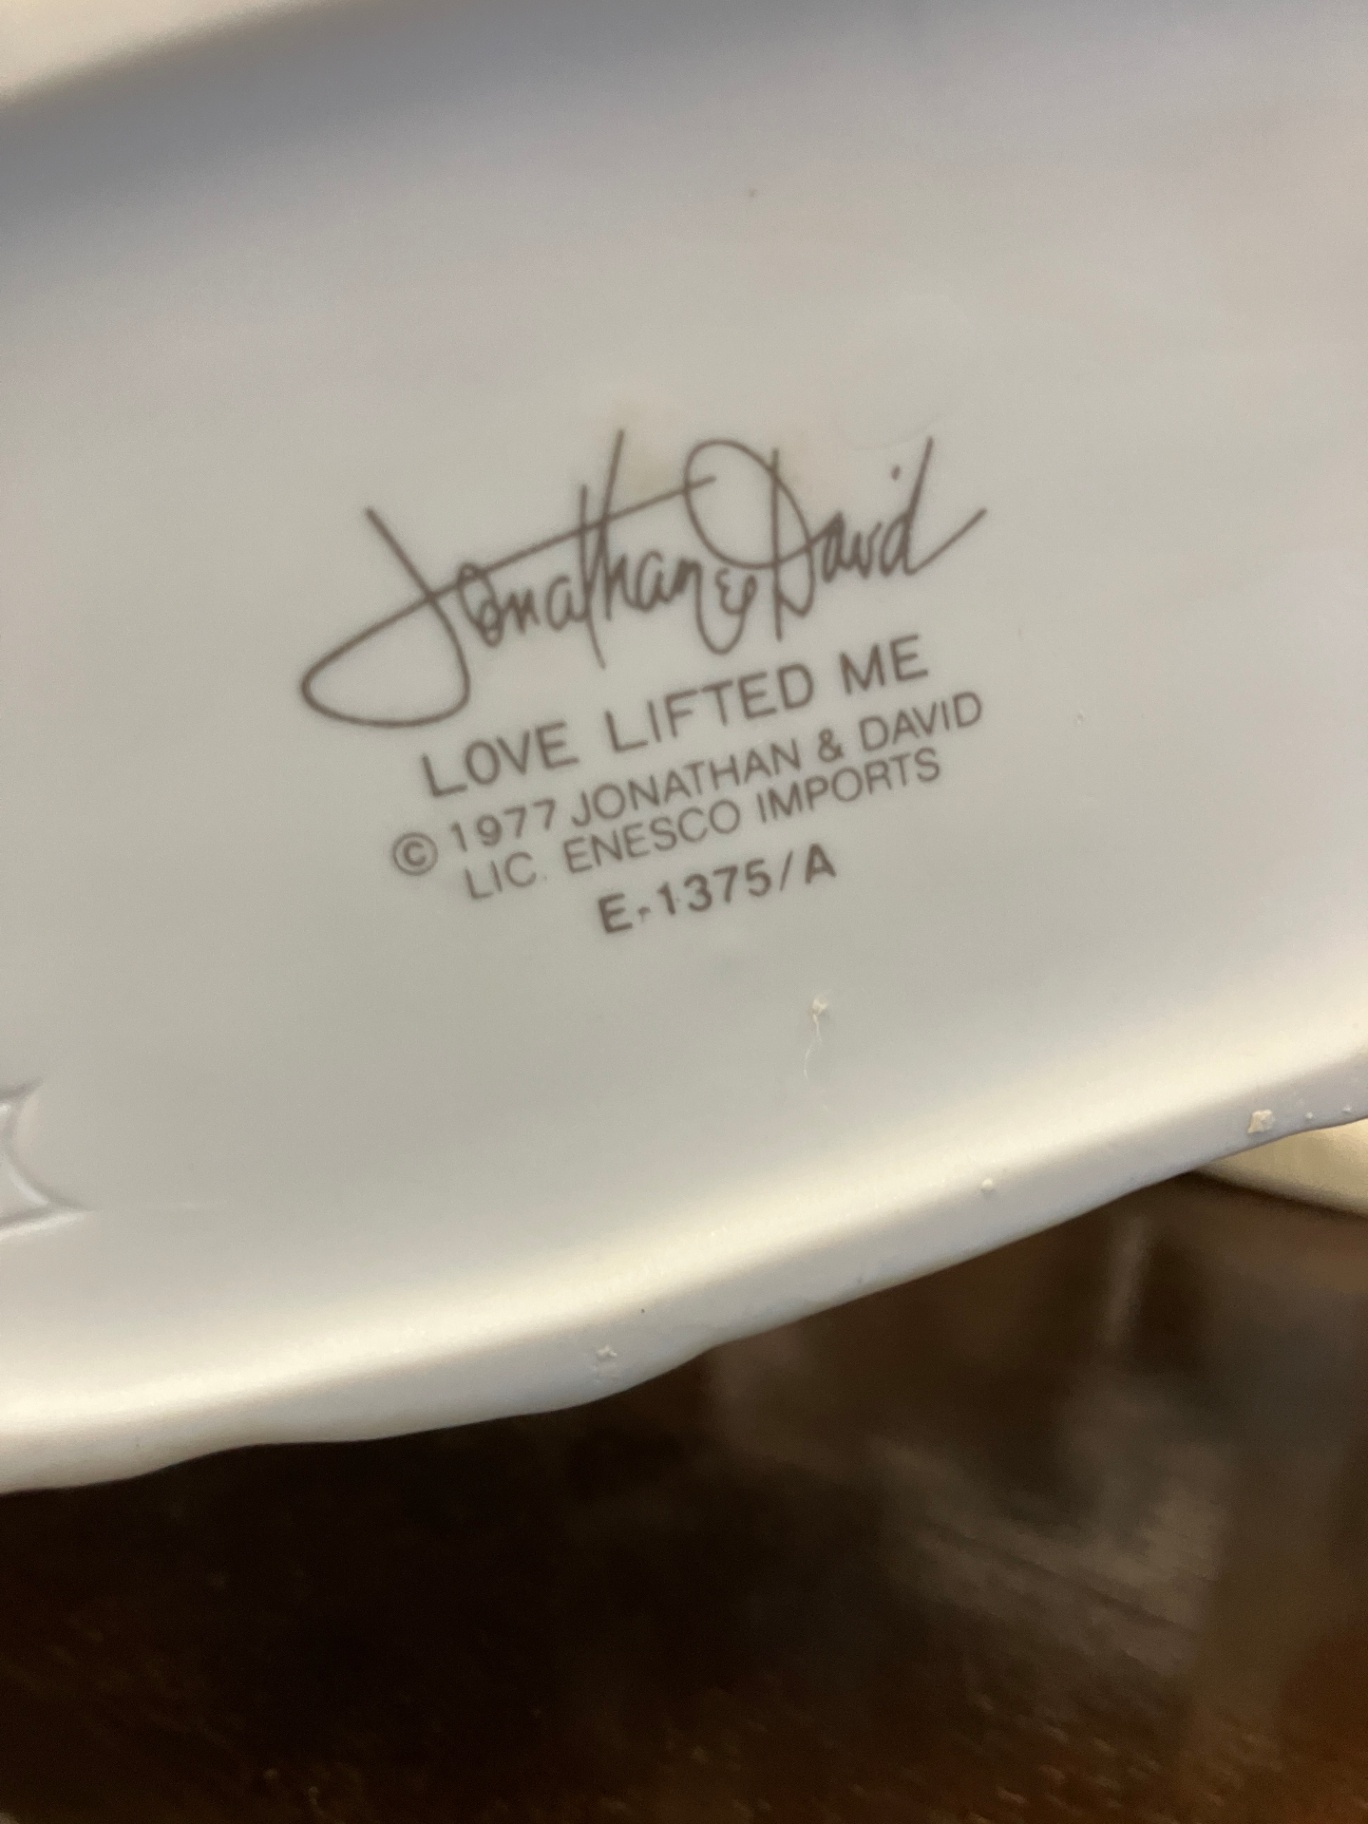 Jonathan & David
LOVE LIFTED ME
© 1977 JONATHAN & DAVID
LIC. ENESCO IMPORTS
E-1375/A